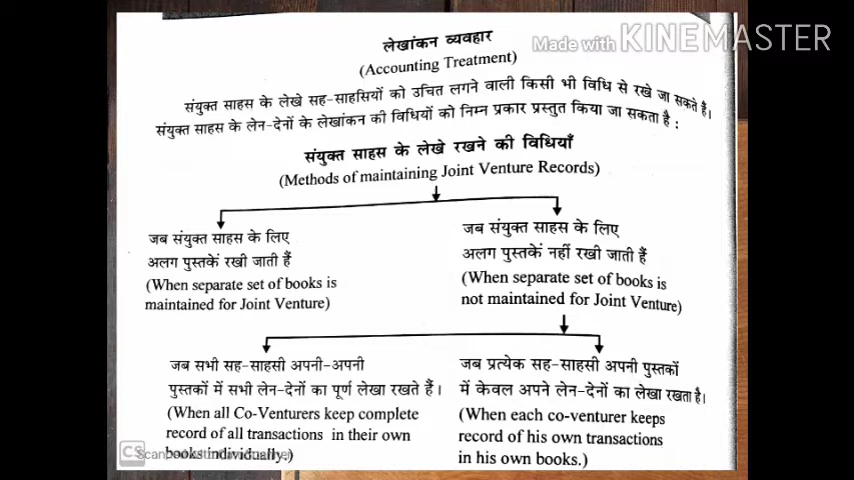 लेखांकन व्यवहार
Made with KINEMASTER
(Accounting Treatment)
संयुक्त साहस के लेखे सह-साहसियों को उचित लगने वाली किसी भी विधि से रखे जा सकते हैं।
संयुक्त साहस के लेन-देनों के लेखांकन की विधियों को निम्न प्रकार प्रस्तुत किया जा सकता है :
संयुक्त साहस के लेखे रखने की विधियाँ
(Methods of maintaining Joint Venture Records)
जब संयुक्त साहस के लिए
अलग पुस्तकें रखी जाती हैं
(When separate set of books is
maintained for Joint Venture)
जब संयुक्त साहस के लिए
अलग पुस्तकें नहीं रखी जाती हैं
(When separate set of books is
not maintained for Joint Venture)
जब सभी सह-साहसी अपनी-अपनी
पुस्तकों में सभी लेन-देनों का पूर्ण लेखा रखते हैं।
(When all Co-Venturers keep complete
record of all transactions in their own
books individually.)
जब प्रत्येक सह-साहसी अपनी पुस्तकों
में केवल अपने लेन-देनों का लेखा रखता है।
(When each co-venturer keeps
record of his own transactions
in his own books.)
CS